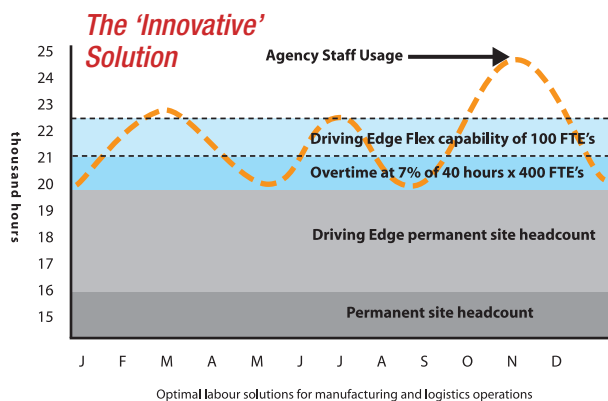 The 'Innovative'
Solution
Agency Staff Usage
25
24
23
22
21
20
19
18
17
16
15
thousand hours
Driving Edge Flex capability of 100 FTE's
Overtime at 7% of 40 hours x 400 FTE's
Driving Edge permanent site headcount
Permanent site headcount
J F M A M J J A S O N D
Optimal labour solutions for manufacturing and logistics operations